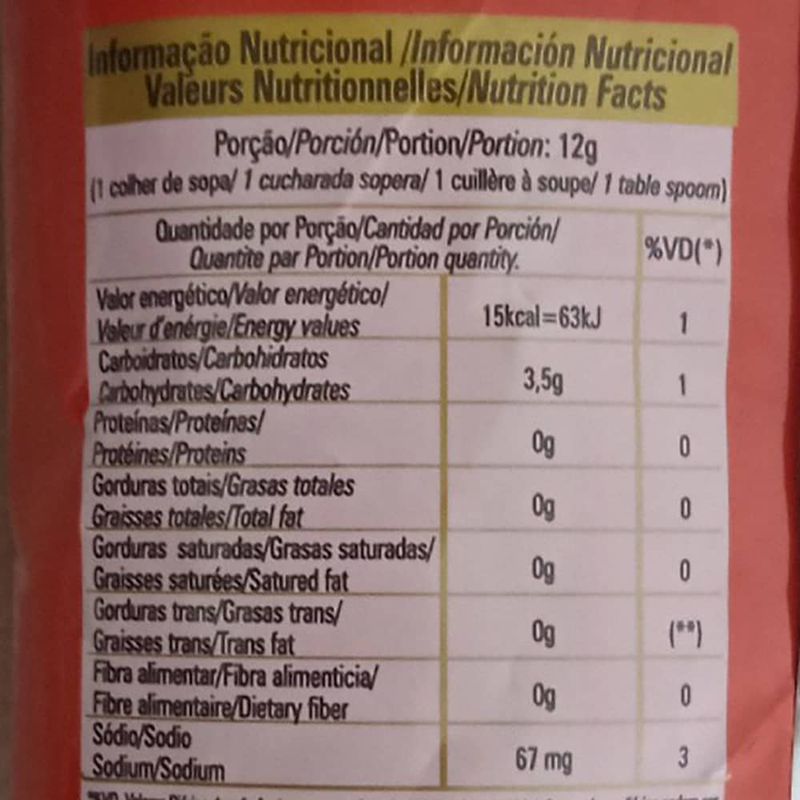 Informação Nutricional /Información Nutricional
Valeurs Nutritionnelles/Nutrition Facts
Porção/Porción/Portion/Portion: 12g
(1 colher de sopa/ 1 cucharada sopera/ 1 cuillère à soupe/ 1 table spoom)
Quantidade por Porção/Cantidad por Porción/
Quantite par Portion/Portion quantity.
%VD(*)
Valor energético/Valor energético/
Valeur d'enérgie/Energy values
15kcal=63kJ
1
Carboidratos/Carbohidratos
Carbohydrates/Carbohydrates
3,5g
1
Proteínas/Proteínas/
Protéines/Proteins
0g
0
Gorduras totais/Grasas totales
Graisses totales/Total fat
0g
0
Gorduras saturadas/Grasas saturadas/
Graisses saturées/Satured fat
0g
0
Gorduras trans/Grasas trans/
Graisses trans/Trans fat
0g
(**)
Fibra alimentar/Fibra alimenticia/
Fibre alimentaire/Dietary fiber
0g
0
Sódio/Sodio
Sodium/Sodium
67 mg
3